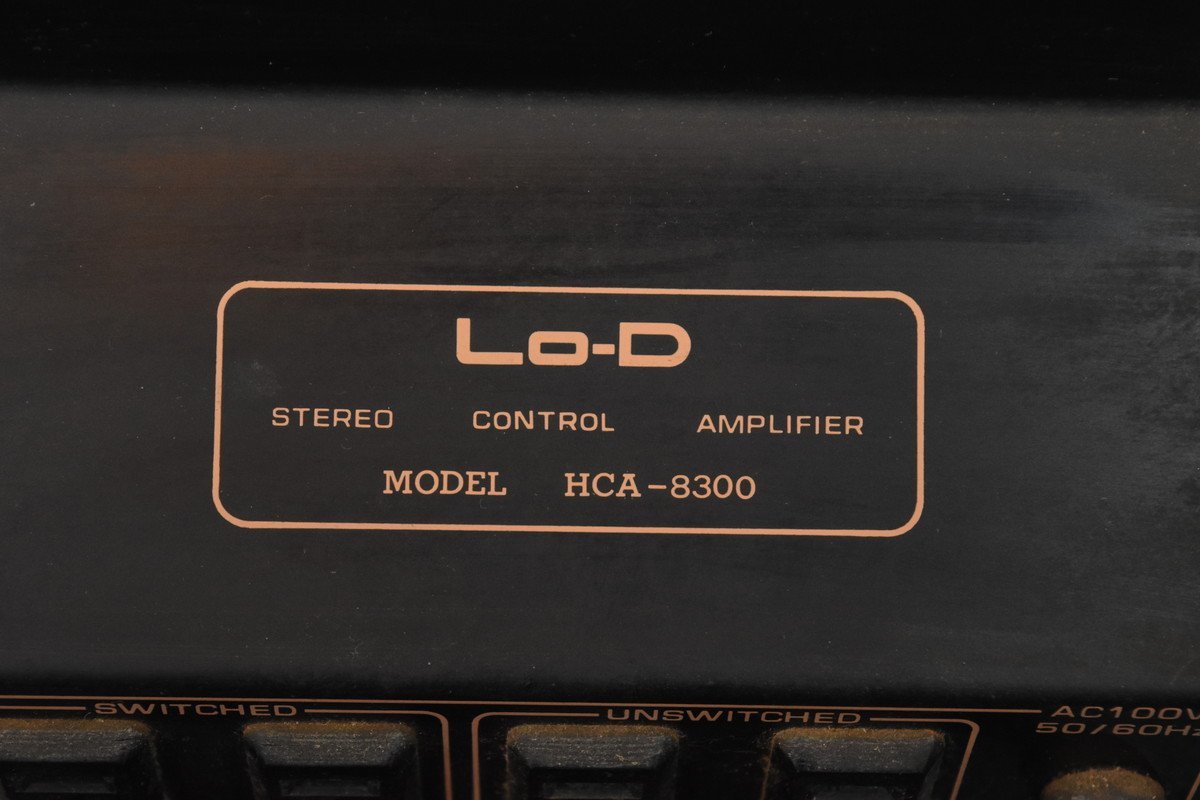 Lo-D
STEREO CONTROL AMPLIFIER
MODEL HCA-8300
SWITCHED UNSWITCHED AC100V
50/60Hz